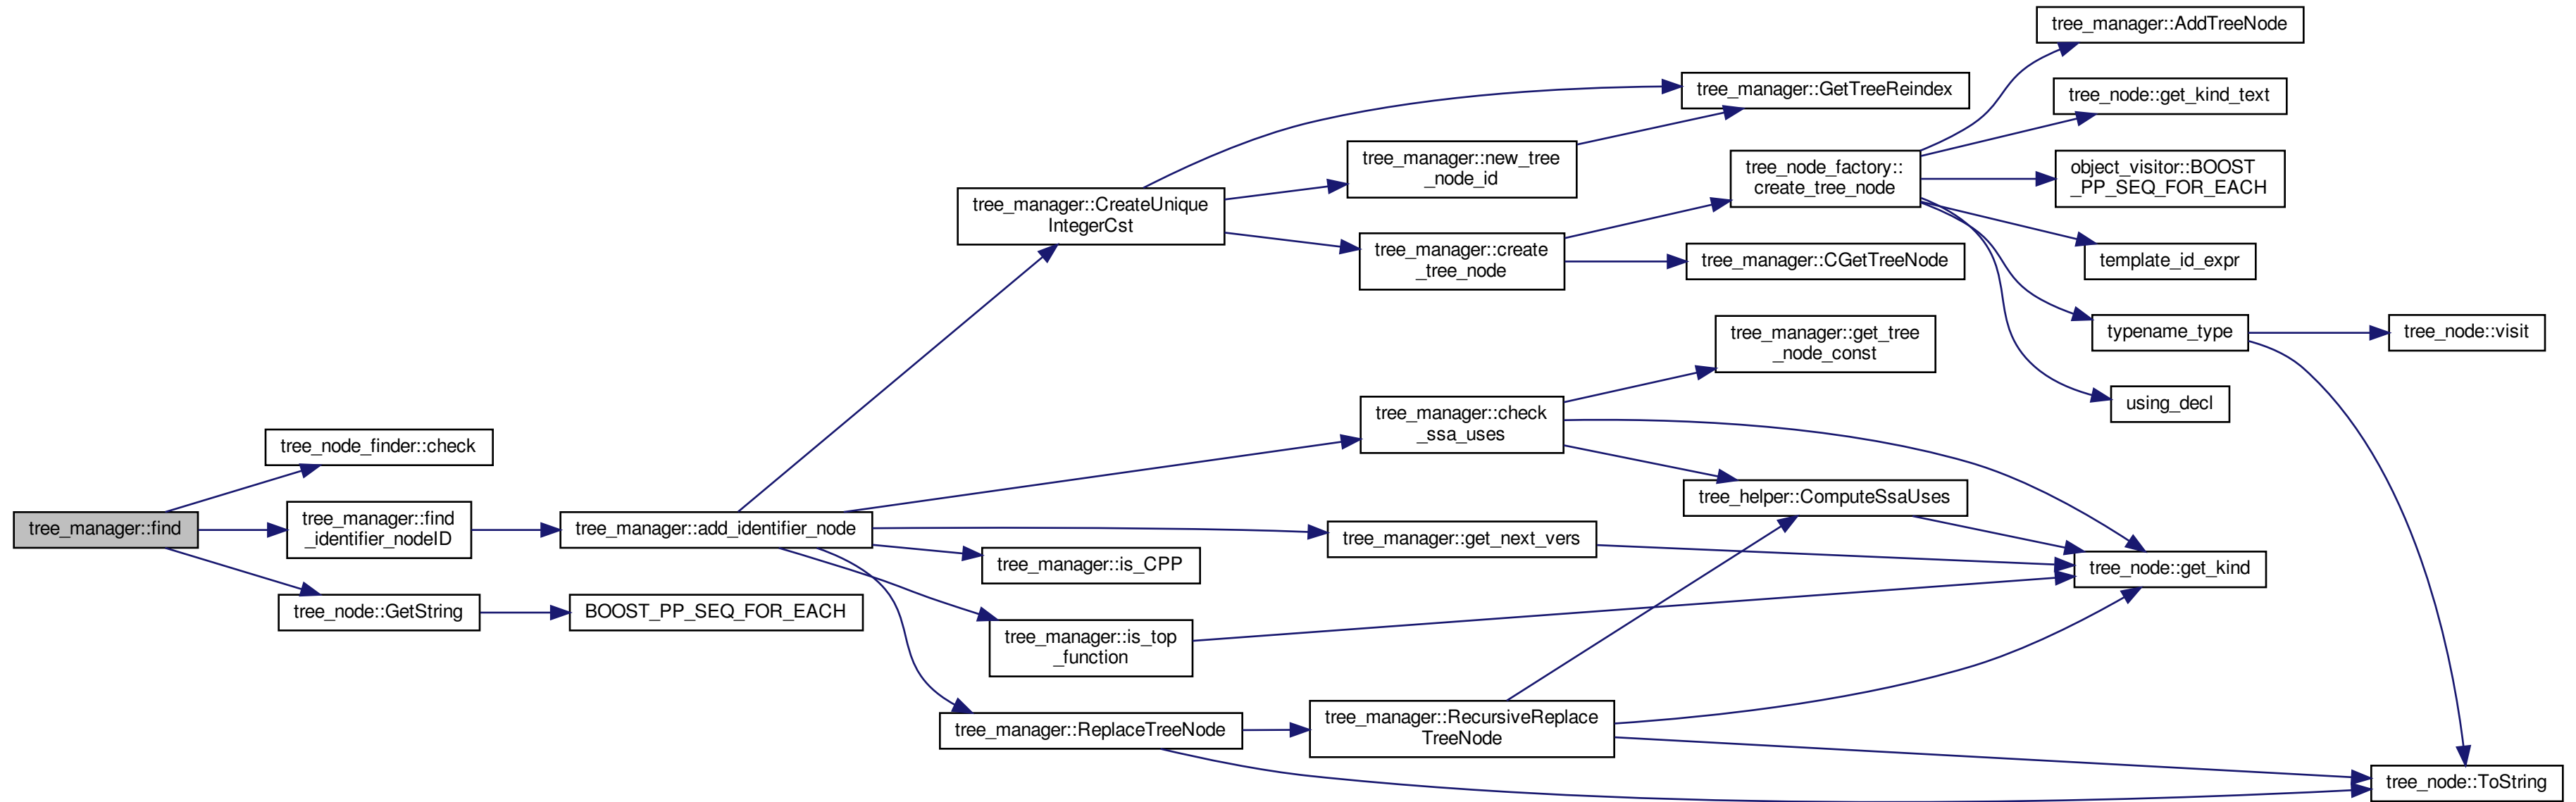 tree_manager::find
tree_node_finder::check
tree_manager::find
_identifier_nodeID
tree_node::GetString
tree_manager::add_identifier_node
BOOST_PP_SEQ_FOR_EACH
tree_manager::CreateUnique
IntegerCst
tree_manager::check
_ssa_uses
tree_manager::get_next_vers
tree_manager::is_CPP
tree_manager::is_top
_function
tree_manager::ReplaceTreeNode
tree_manager::GetTreeReindex
tree_manager::new_tree
_node_id
tree_manager::create
_tree_node
tree_node_factory::
create_tree_node
tree_manager::CGetTreeNode
tree_manager::get_tree
_node_const
tree_helper::ComputeSsaUses
tree_manager::RecursiveReplace
TreeNode
tree_manager::AddTreeNode
tree_node::get_kind_text
object_visitor::BOOST
_PP_SEQ_FOR_EACH
template_id_expr
typename_type
using_decl
tree_node::get_kind
tree_node::visit
tree_node::ToString